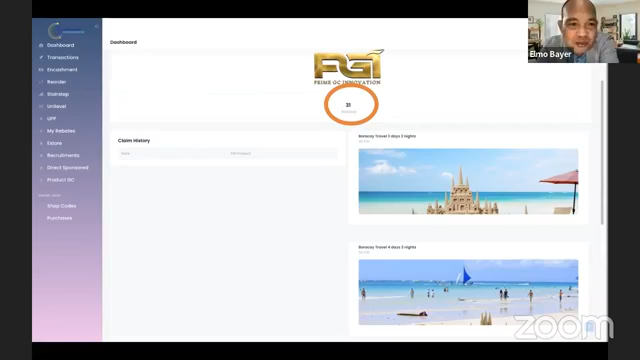 Dashboard
Transactions
Encashment
Reorder
Stairstep
Unilevel
UPP
My Rebates
Estore
Recruitments
Direct Sponsored
Product GC
Shop Codes
Purchases
Dashboard
PGI
PRIME GC INNOVATION
31
Claim History
Date
Boracay Travel 3 days 2 nights
Boracay Travel 4 days 3 nights
Elmo Bayer
zoom